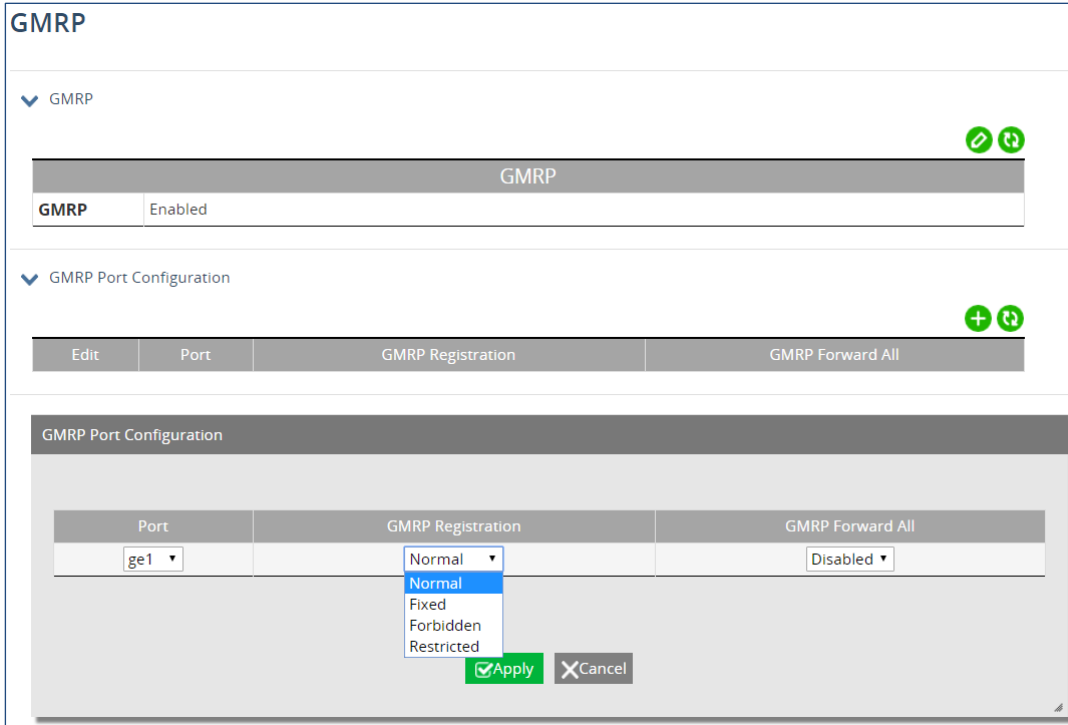 GMRP
GMRP
GMRP
GMRP Enabled
GMRP Port Configuration
Edit Port GMRP Registration GMRP Forward All
GMRP Port Configuration
Port GMRP Registration GMRP Forward All
ge1 Normal Disabled
Normal
Fixed
Forbidden
Restricted
Apply Cancel